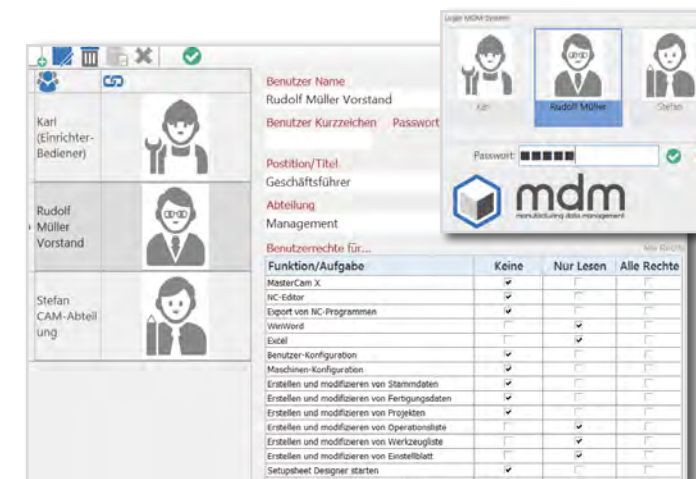 Login MDM-System
Karl
Rudolf Müller
Stefan
Passwort:
mdm
manufacturing data management
Karl
(Einrichter-
Bediener)
Rudolf
Müller
Vorstand
Stefan
CAM-Abteil
ung
Benutzer Name
Rudolf Müller Vorstand
Benutzer Kurzzeichen Passwort
Postition/Titel
Geschäftsführer
Abteilung
Management
Benutzerrechte für... Alle Rechte
Funktion/Aufgabe Keine Nur Lesen Alle Rechte
MasterCam X
NC-Editor
Export von NC-Programmen
WinWord
Excel
Benutzer-Konfiguration
Maschinen-Konfiguration
Erstellen und modifizieren von Stammdaten
Erstellen und modifizieren von Fertigungsdaten
Erstellen und modifizieren von Projekten
Erstellen und modifizieren von Operationsliste
Erstellen und modifizieren von Werkzeugliste
Erstellen und modifizieren von Einstellblatt
Setupsheet Designer starten